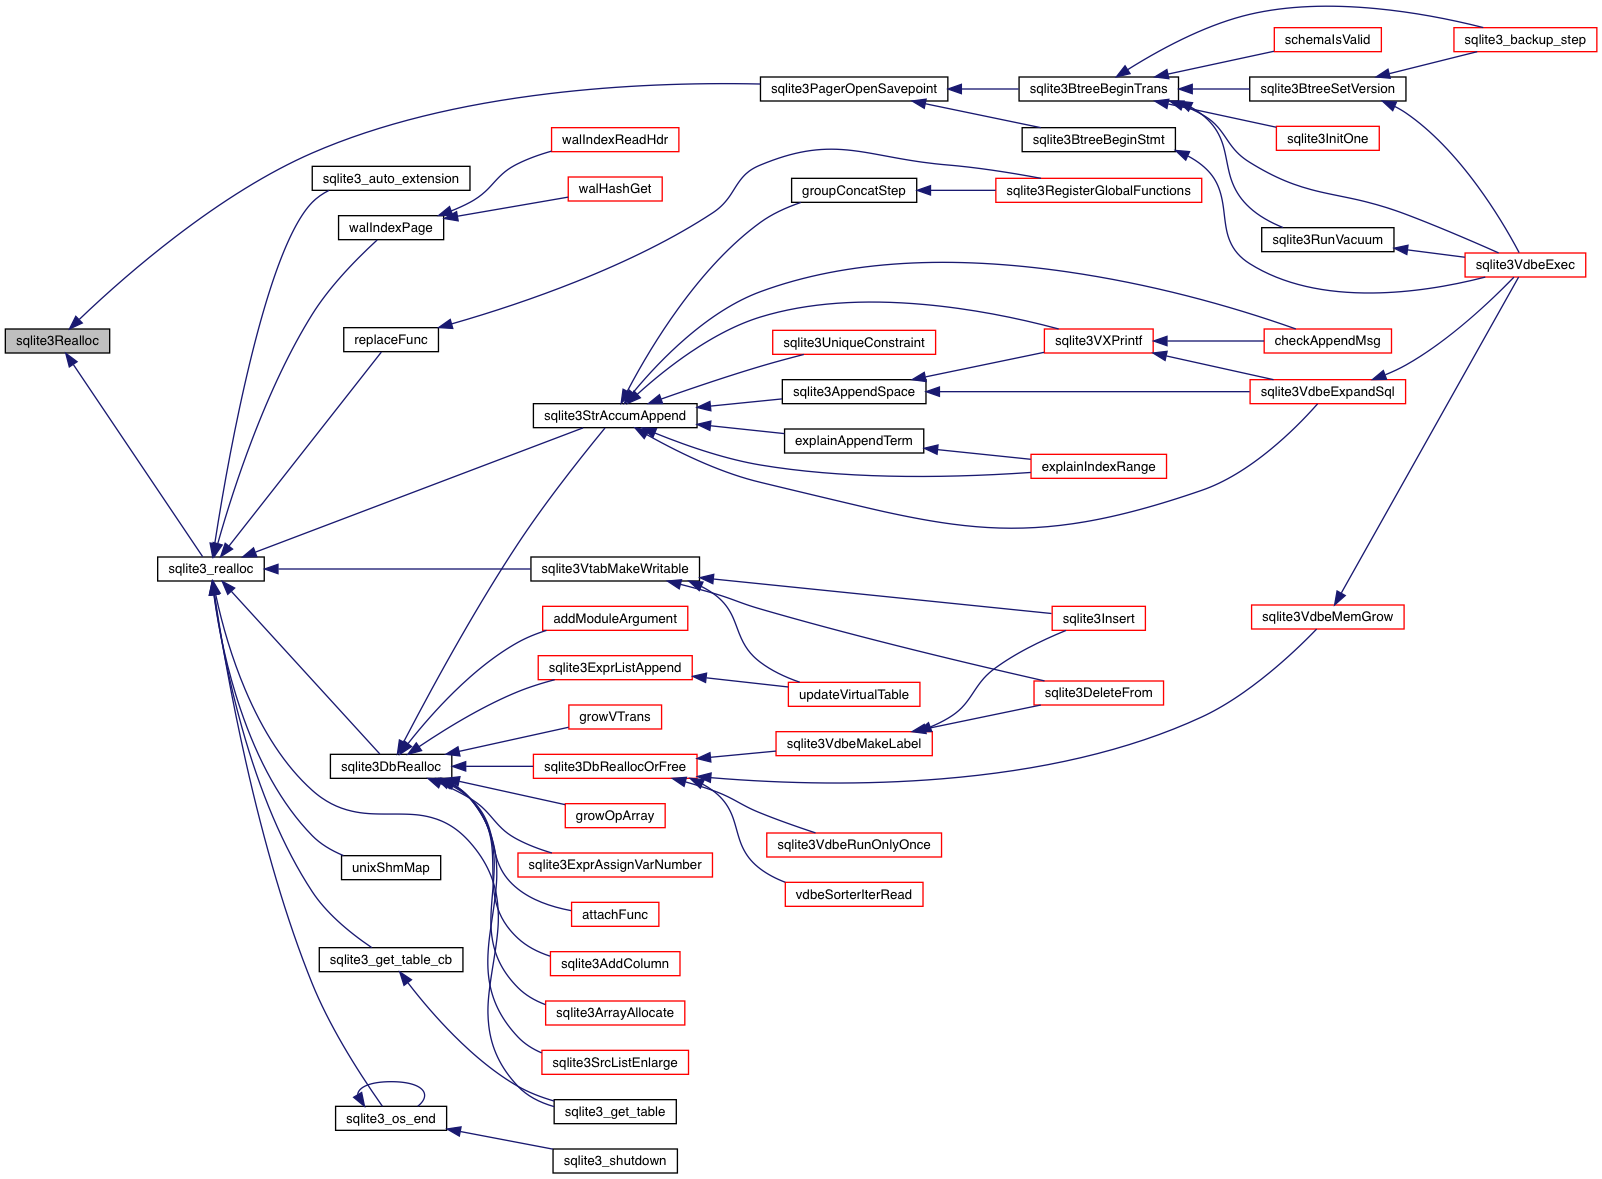 sqlite3Realloc
sqlite3_realloc
sqlite3_auto_extension
walIndexPage
replaceFunc
sqlite3DbRealloc
unixShmMap
sqlite3_get_table_cb
sqlite3_os_end
walIndexReadHdr
walHashGet
sqlite3StrAccumAppend
sqlite3VtabMakeWritable
addModuleArgument
sqlite3ExprListAppend
growVTrans
sqlite3DbReallocOrFree
growOpArray
sqlite3ExprAssignVarNumber
attachFunc
sqlite3AddColumn
sqlite3ArrayAllocate
sqlite3SrcListEnlarge
sqlite3_get_table
sqlite3_shutdown
sqlite3PagerOpenSavepoint
groupConcatStep
sqlite3UniqueConstraint
sqlite3AppendSpace
explainAppendTerm
updateVirtualTable
sqlite3VdbeMakeLabel
sqlite3VdbeRunOnlyOnce
vdbeSorterIterRead
sqlite3BtreeBeginTrans
sqlite3BtreeBeginStmt
sqlite3RegisterGlobalFunctions
sqlite3VXPrintf
explainIndexRange
sqlite3Insert
sqlite3DeleteFrom
schemaIsValid
sqlite3BtreeSetVersion
sqlite3InitOne
sqlite3RunVacuum
checkAppendMsg
sqlite3VdbeExpandSql
sqlite3VdbeMemGrow
sqlite3_backup_step
sqlite3VdbeExec